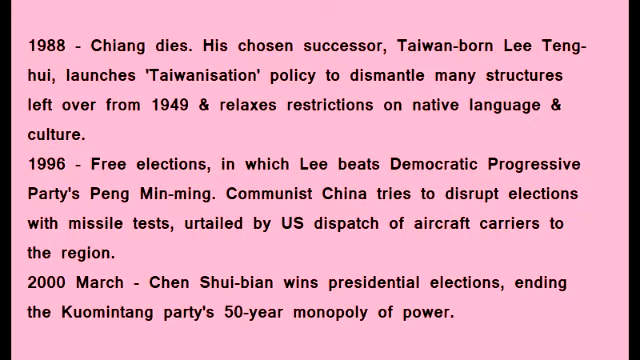 1988 - Chiang dies. His chosen successor, Taiwan-born Lee Teng-
hui, launches 'Taiwanisation' policy to dismantle many structures
left over from 1949 & relaxes restrictions on native language &
culture.
1996 - Free elections, in which Lee beats Democratic Progressive
Party's Peng Min-ming. Communist China tries to disrupt elections
with missile tests, urtailed by US dispatch of aircraft carriers to
the region.
2000 March - Chen Shui-bian wins presidential elections, ending
the Kuomintang party's 50-year monopoly of power.